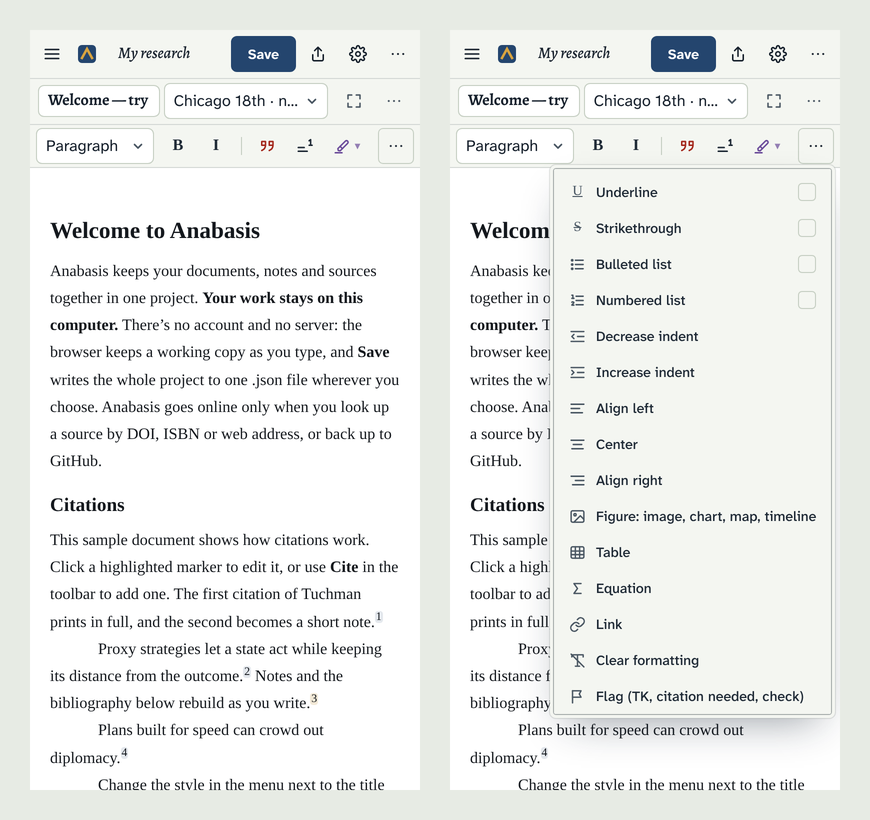 My research
Save
Welcome — try
Chicago 18th · n...
Paragraph
B
I
Welcome to Anabasis
Anabasis keeps your documents, notes and sources
together in one project. Your work stays on this
computer. There’s no account and no server: the
browser keeps a working copy as you type, and Save
writes the whole project to one .json file wherever you
choose. Anabasis goes online only when you look up
a source by DOI, ISBN or web address, or back up to
GitHub.
Citations
This sample document shows how citations work.
Click a highlighted marker to edit it, or use Cite in the
toolbar to add one. The first citation of Tuchman
prints in full, and the second becomes a short note.1
Proxy strategies let a state act while keeping
its distance from the outcome.2 Notes and the
bibliography below rebuild as you write.3
Plans built for speed can crowd out
diplomacy.4
Change the style in the menu next to the title
My research
Save
Welcome — try
Chicago 18th · n...
Paragraph
B
I
Underline
Strikethrough
Bulleted list
Numbered list
Decrease indent
Increase indent
Align left
Center
Align right
Figure: image, chart, map, timeline
Table
Equation
Link
Clear formatting
Flag (TK, citation needed, check)
Welcom
Anabasis kee
together in o
computer. T
browser keep
writes the wh
choose. Anab
a source by I
GitHub.
Citations
This sample
Click a highl
toolbar to add
prints in full
Proxy
its distance f
bibliography
Plans built for speed can crowd out
diplomacy.4
Change the style in the menu next to the title